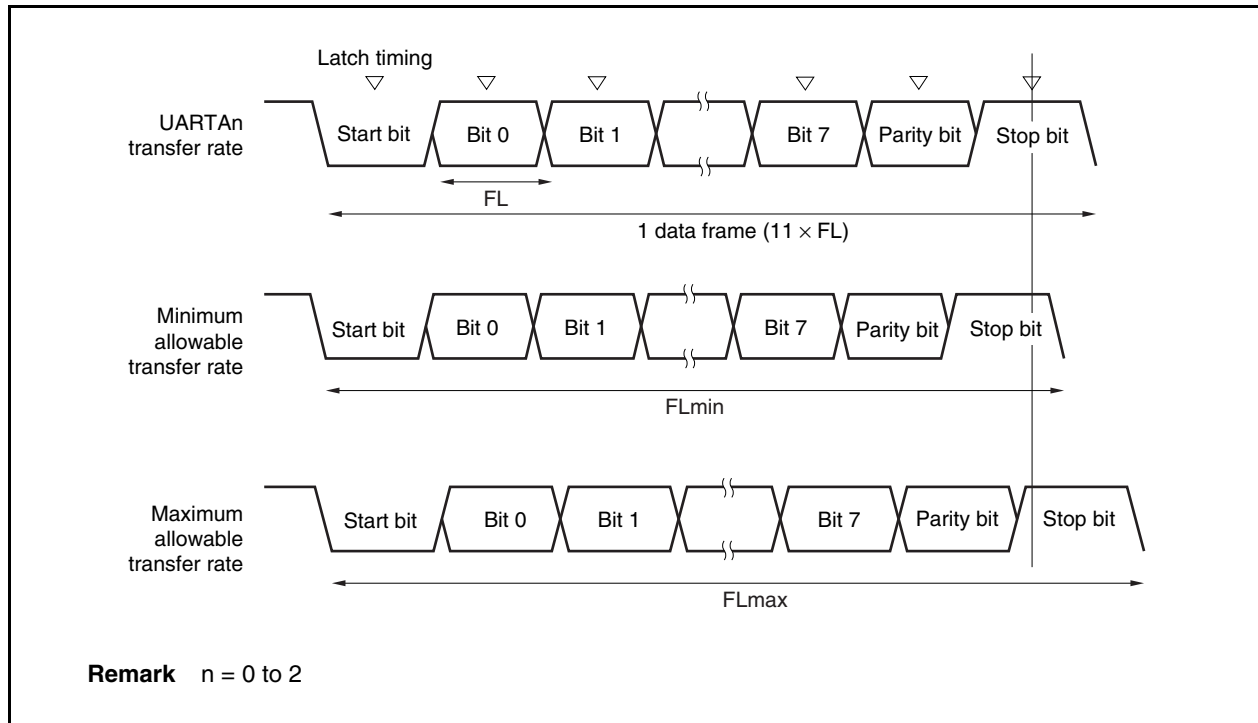 Latch timing
UARTAn
transfer rate
Start bit
Bit 0
Bit 1
Bit 7
Parity bit
Stop bit
FL
1 data frame (11 × FL)
Minimum
allowable
transfer rate
Start bit
Bit 0
Bit 1
Bit 7
Parity bit
Stop bit
FLmin
Maximum
allowable
transfer rate
Start bit
Bit 0
Bit 1
Bit 7
Parity bit
Stop bit
FLmax
Remark n = 0 to 2